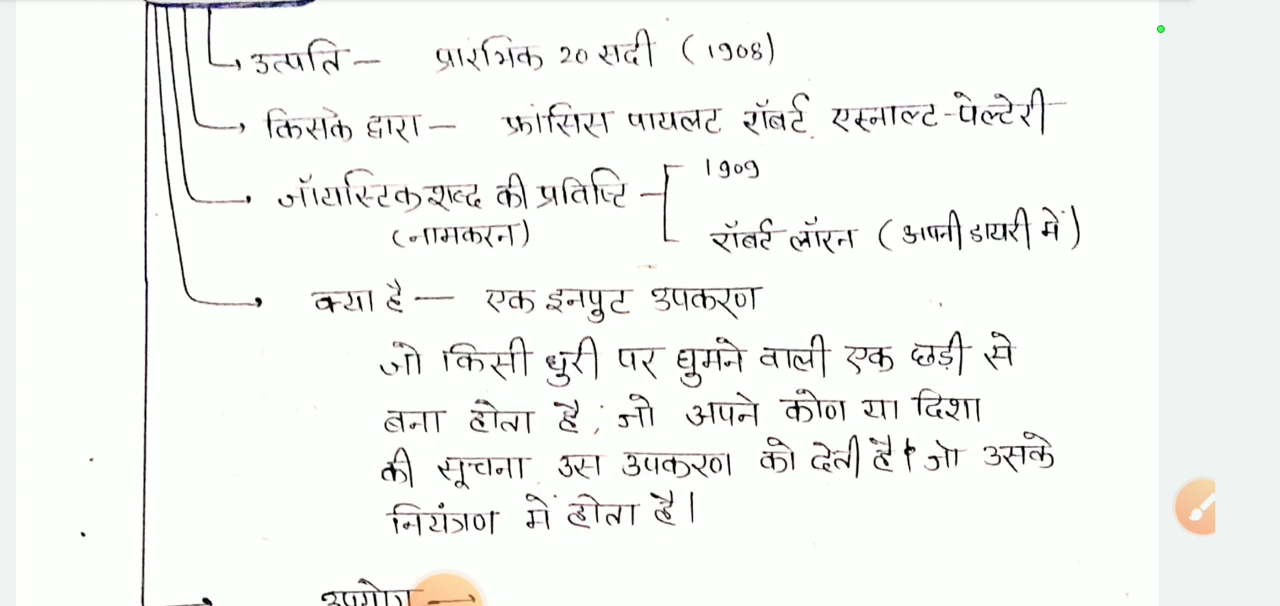 उत्पति — प्रारंभिक 20 सदी (1908)
किसके द्वारा — फ्रांसिस पायलट रॉबर्ट एस्नाल्ट-पेल्टेरी
जॉयस्टिक शब्द की प्रविष्टि — 1909
(नामकरन) रॉबर्ट लॉरन (अपनी डायरी में)
क्या है — एक इनपुट उपकरण
जो किसी धुरी पर घुमने वाली एक छड़ी से
बना होता है; जो अपने कोण या दिशा
की सूचना उस उपकरण को देती है। जो उसके
नियंत्रण में होता है।
उपयोग —